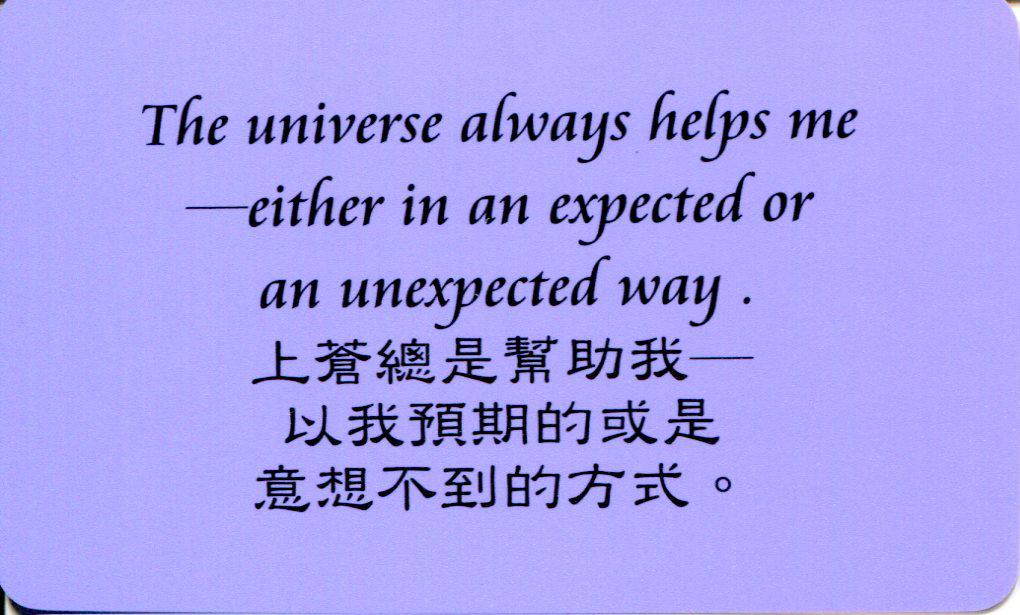 The universe always helps me
—either in an expected or
an unexpected way .
上蒼總是幫助我—
以我預期的或是
意想不到的方式。